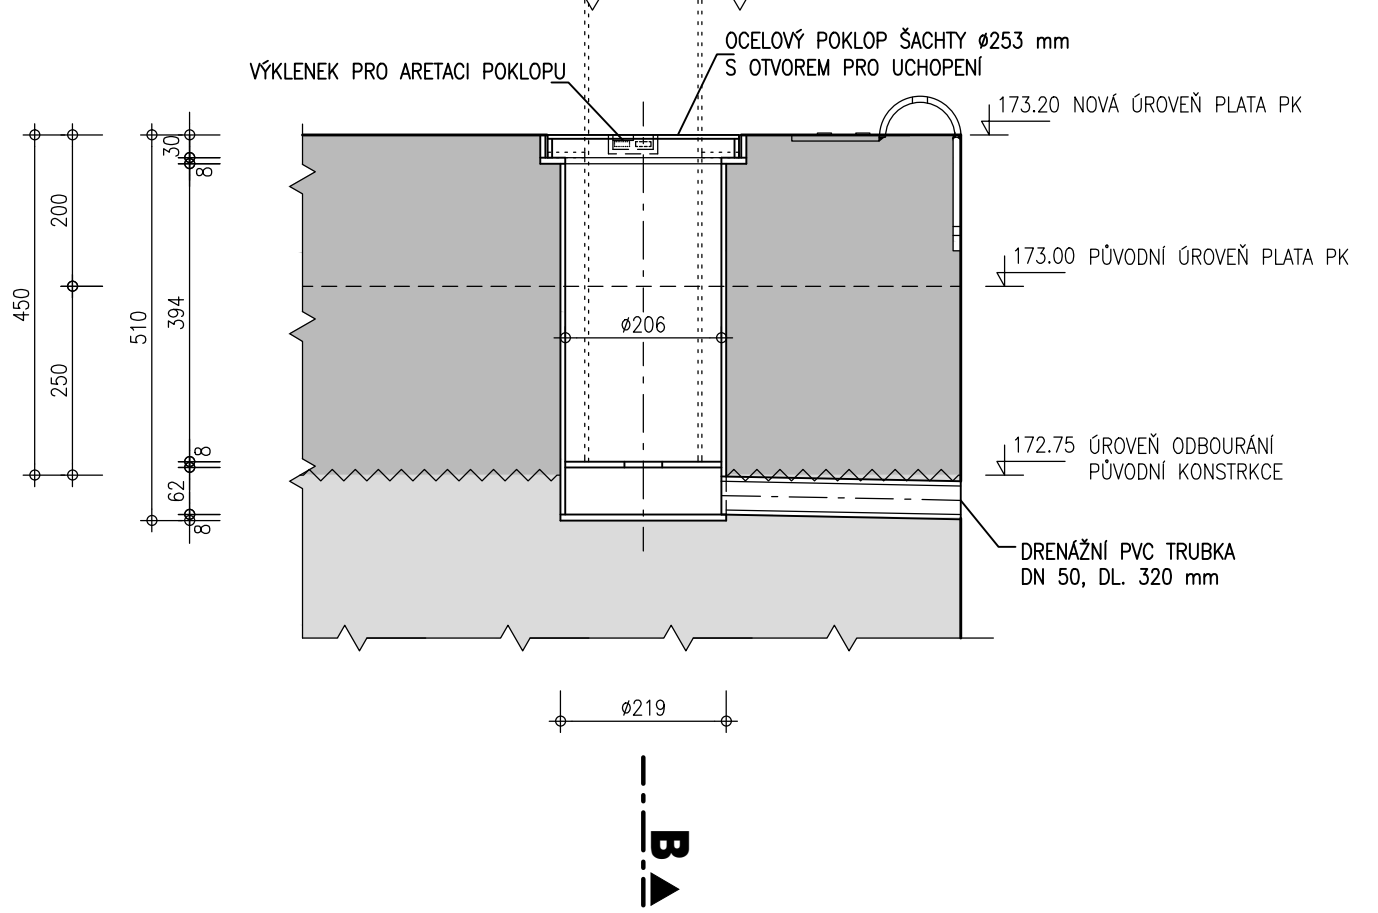 OCELOVÝ POKLOP ŠACHTY ø253 mm
S OTVOREM PRO UCHOPENÍ
VÝKLENEK PRO ARETACI POKLOPU
173.20 NOVÁ ÚROVEŇ PLATA PK
30
8
200
173.00 PŮVODNÍ ÚROVEŇ PLATA PK
450
510
394
ø206
250
8
172.75 ÚROVEŇ ODBOURÁNÍ
PŮVODNÍ KONSTRKCE
62
8
DRENÁŽNÍ PVC TRUBKA
DN 50, DL. 320 mm
ø219
B